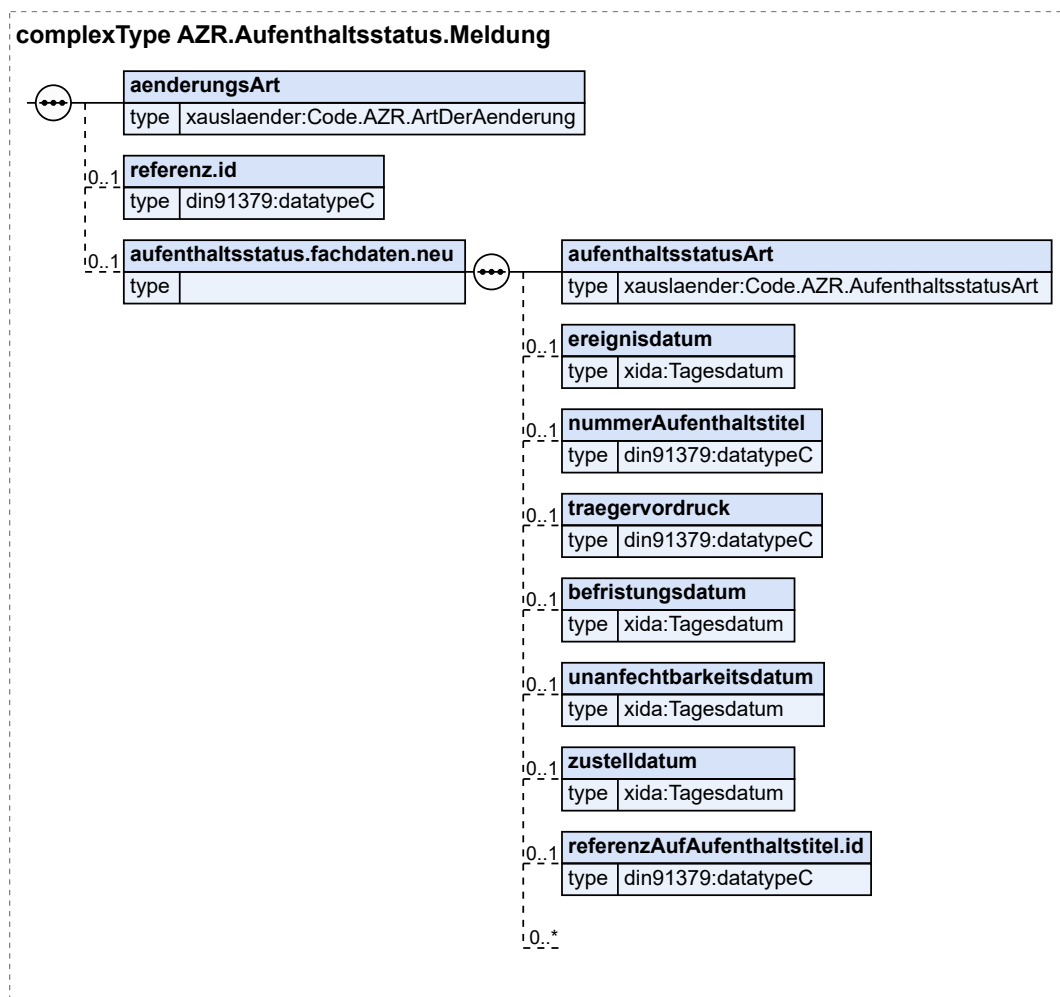 complexType AZR.Aufenthaltsstatus.Meldung
aenderungsArt
type xauslaender:Code.AZR.ArtDerAenderung
0..1
referenz.id
type din91379:datatypeC
0..1
aufenthaltsstatus.fachdaten.neu
type
aufenthaltsstatusArt
type xauslaender:Code.AZR.AufenthaltsstatusArt
0..1
ereignisdatum
type xida:Tagesdatum
0..1
nummerAufenthaltstitel
type din91379:datatypeC
0..1
traegervordruck
type din91379:datatypeC
0..1
befristungsdatum
type xida:Tagesdatum
0..1
unanfechtbarkeitsdatum
type xida:Tagesdatum
0..1
zustelldatum
type xida:Tagesdatum
0..1
referenzAufAufenthaltstitel.id
type din91379:datatypeC
0..*